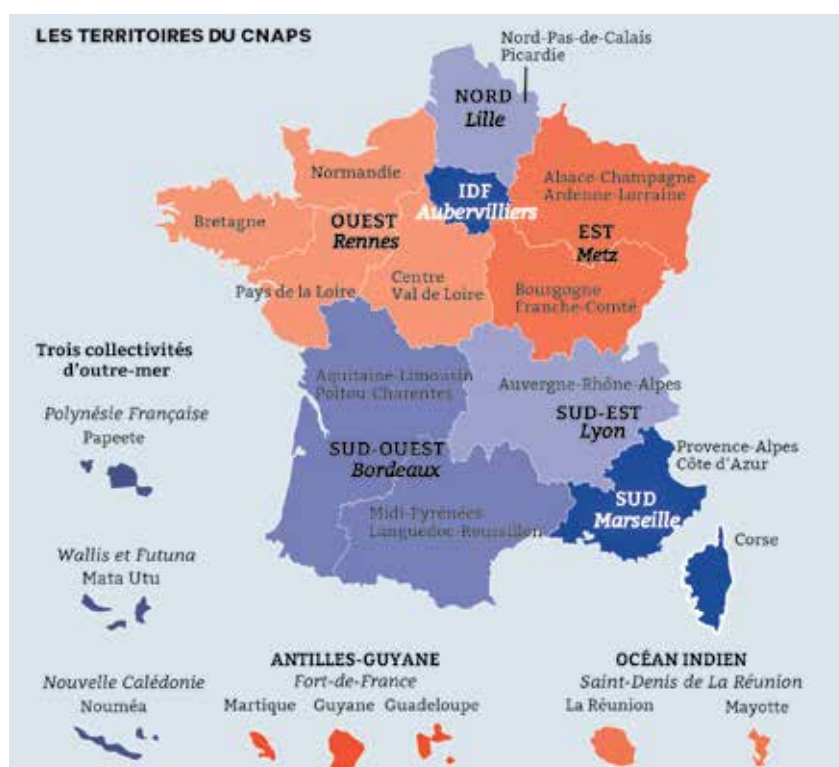 LES TERRITOIRES DU CNAPS
Nord-Pas-de-Calais
Picardie
NORD
Lille
Normandie
IDF
Aubervilliers
Alsace-Champagne
Ardenne-Lorraine
Bretagne
OUEST
Rennes
EST
Metz
Pays de la Loire
Centre
Val de Loire
Bourgogne
Franche-Comté
Trois collectivités
d'outre-mer
Aquitaine-Limousin
Poitou-Charentes
Auvergne-Rhône-Alpes
SUD-EST
Lyon
Polynésie Française
Papeete
SUD-OUEST
Bordeaux
Provence-Alpes
Côte d'Azur
Midi-Pyrénées
Languedoc-Roussillon
SUD
Marseille
Corse
Wallis et Futuna
Mata Utu
Nouvelle Calédonie
Nouméa
ANTILLES-GUYANE
Fort-de-France
Martique Guyane Guadeloupe
OCÉAN INDIEN
Saint-Denis de La Réunion
La Réunion Mayotte